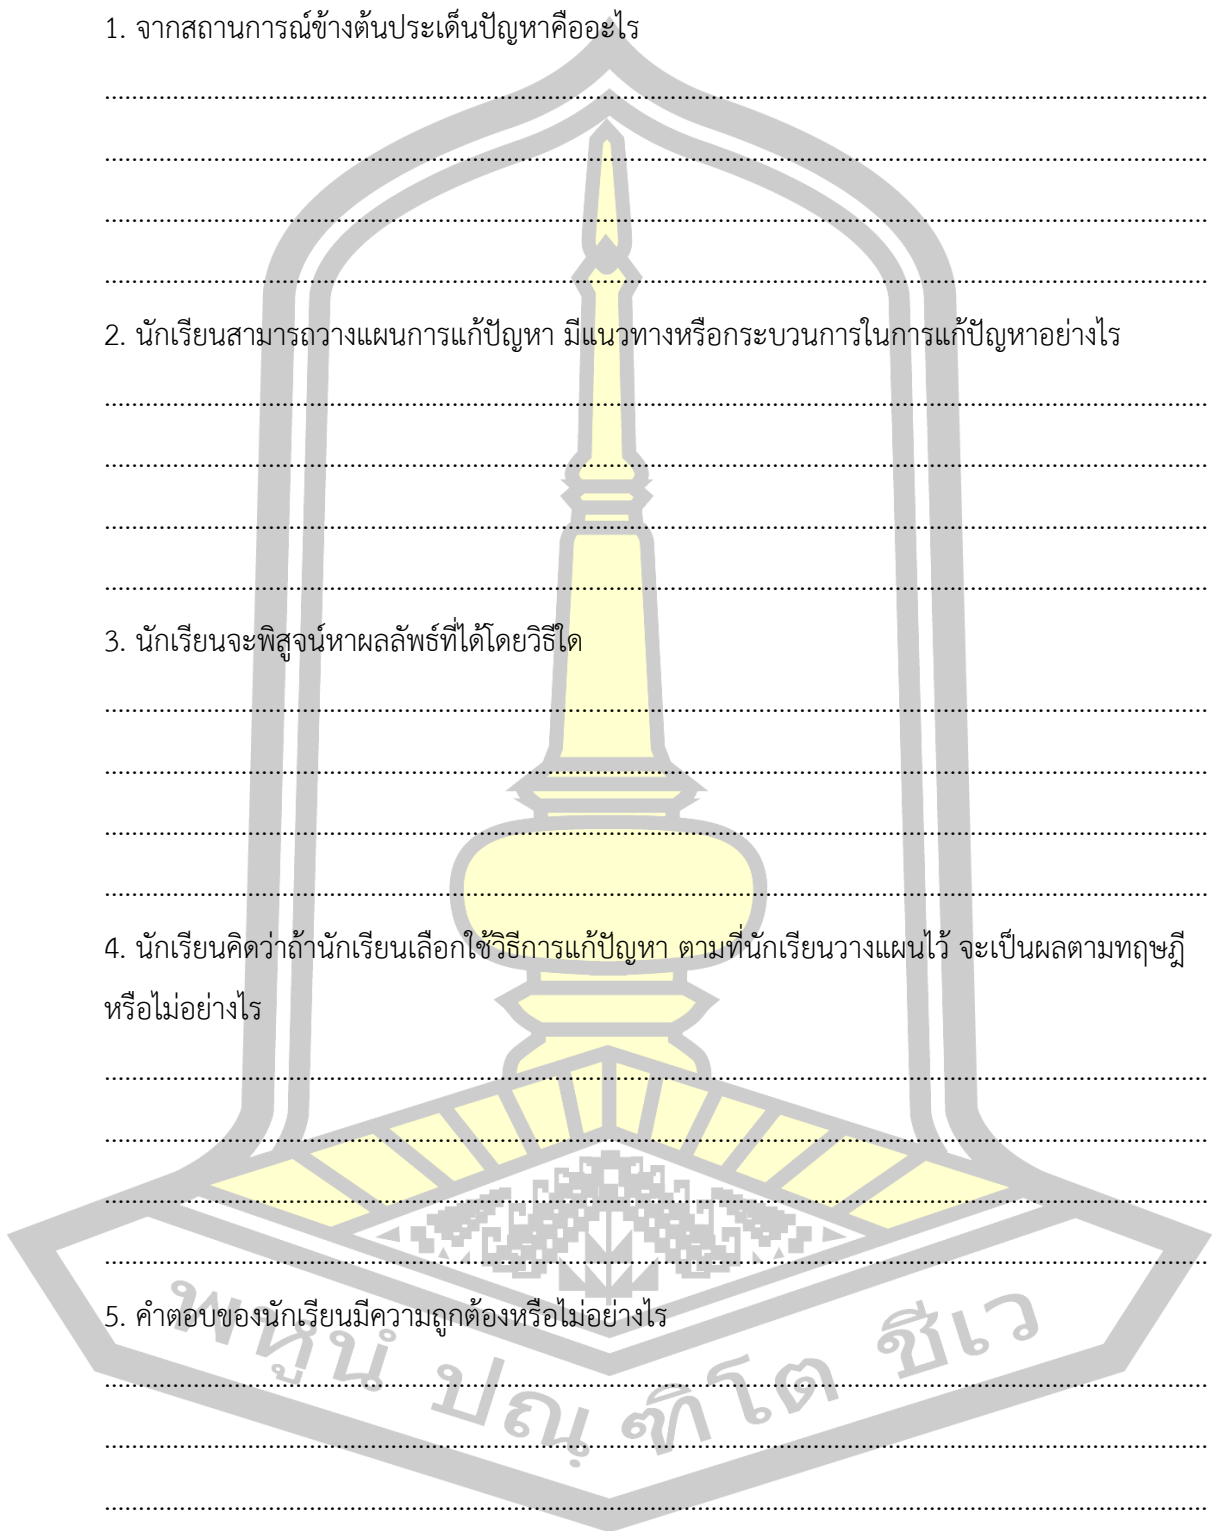 1. จากสถานการณ์ข้างต้นประเด็นปัญหาคืออะไร
................................................................................
................................................................................
................................................................................
................................................................................
2. นักเรียนสามารถวางแผนการแก้ปัญหา มีแนวทางหรือกระบวนการในการแก้ปัญหาอย่างไร
................................................................................
................................................................................
................................................................................
................................................................................
3. นักเรียนจะพิสูจน์หาผลลัพธ์ที่ได้โดยวิธีใด
................................................................................
................................................................................
................................................................................
................................................................................
4. นักเรียนคิดว่าถ้านักเรียนเลือกใช้วิธีการแก้ปัญหา ตามที่นักเรียนวางแผนไว้ จะเป็นผลตามทฤษฎี
หรือไม่อย่างไร
................................................................................
................................................................................
................................................................................
................................................................................
5. คำตอบของนักเรียนมีความถูกต้องหรือไม่อย่างไร
................................................................................
................................................................................
................................................................................
พหูนํ ปณฺฑิโต ชีเว